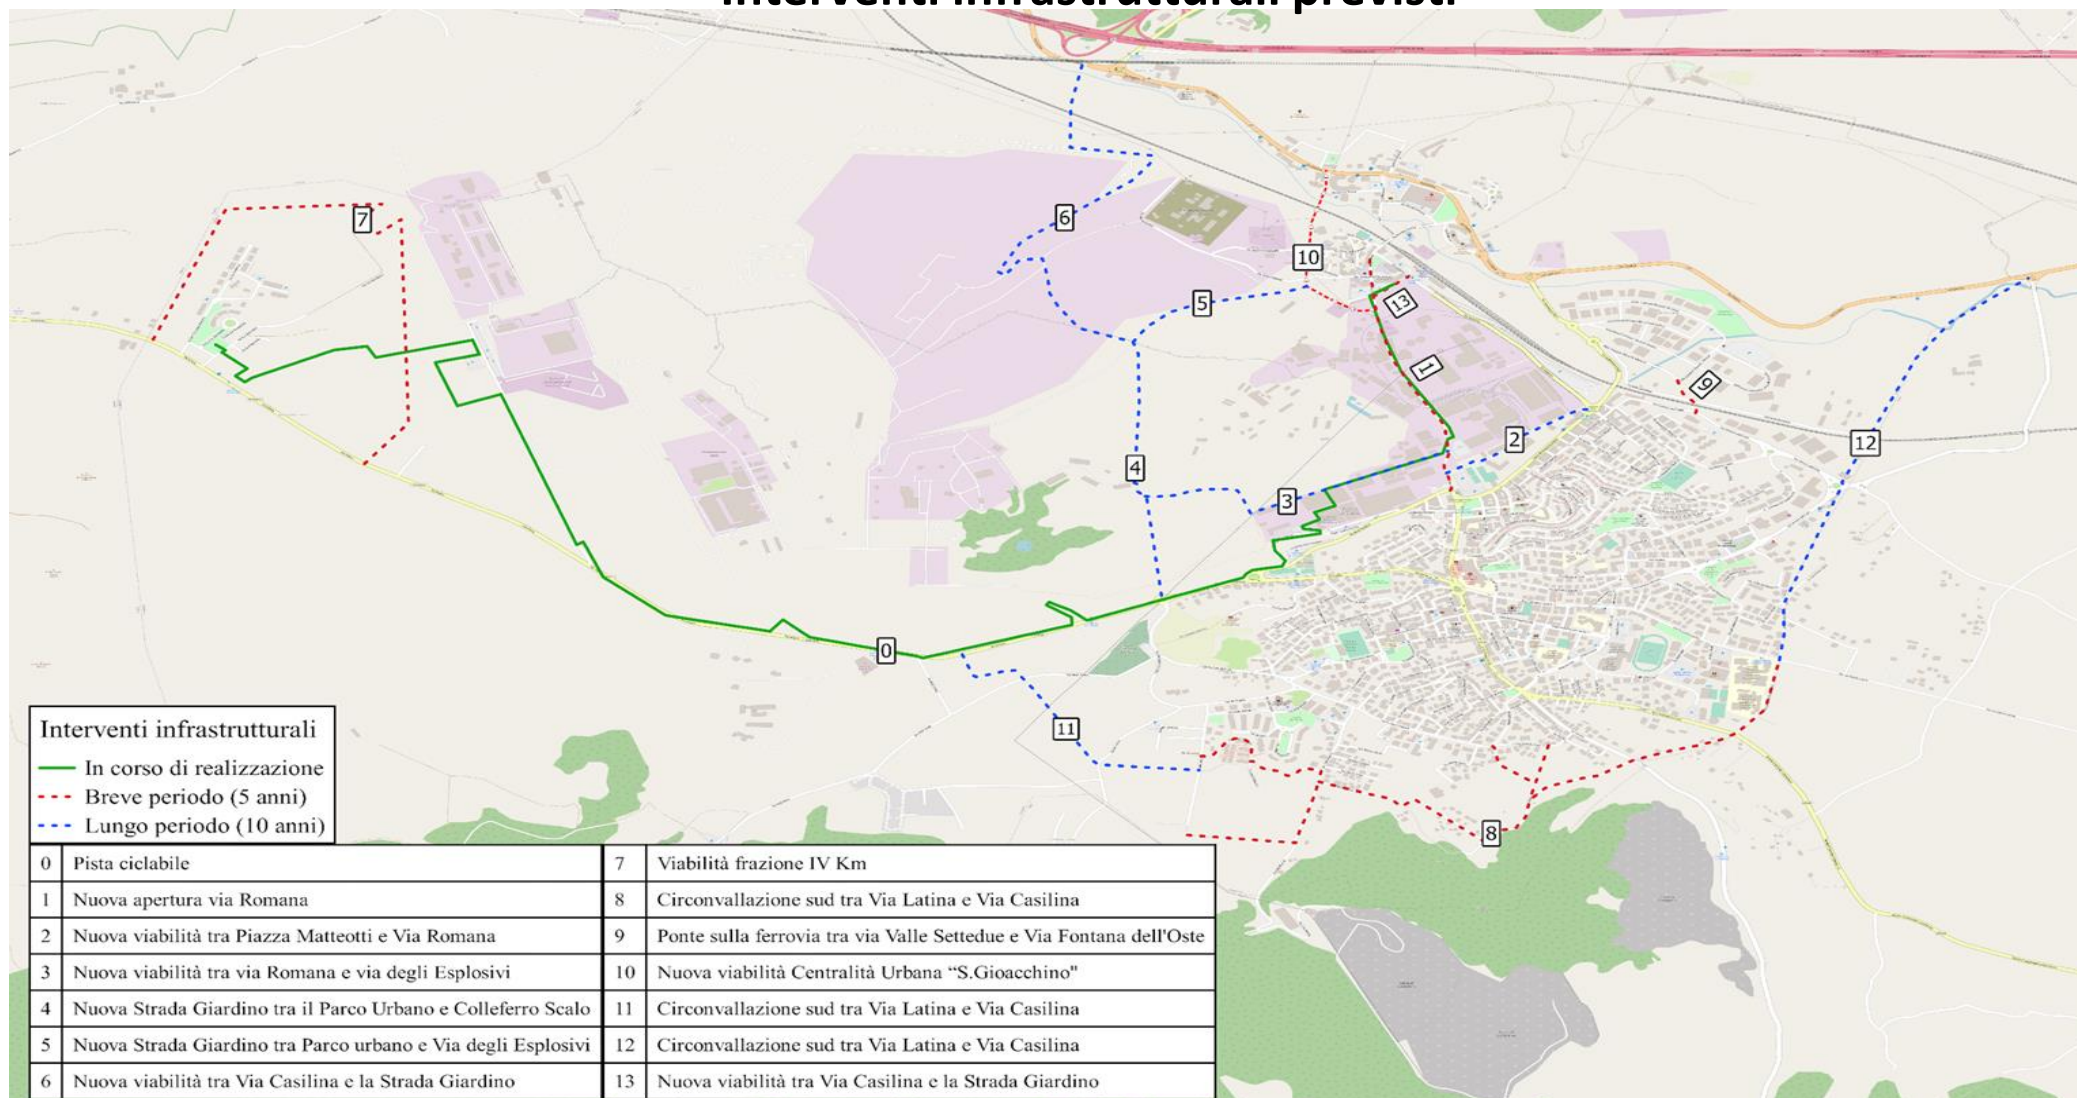 Interventi infrastrutturali previsti
7
6
10
5
13
1
9
2
12
4
3
0
11
8
Interventi infrastrutturali
In corso di realizzazione
Breve periodo (5 anni)
Lungo periodo (10 anni)
0 Pista ciclabile
1 Nuova apertura via Romana
2 Nuova viabilità tra Piazza Matteotti e Via Romana
3 Nuova viabilità tra via Romana e via degli Esplosivi
4 Nuova Strada Giardino tra il Parco Urbano e Colleferro Scalo
5 Nuova Strada Giardino tra Parco urbano e Via degli Esplosivi
6 Nuova viabilità tra Via Casilina e la Strada Giardino
7 Viabilità frazione IV Km
8 Circonvallazione sud tra Via Latina e Via Casilina
9 Ponte sulla ferrovia tra via Valle Settedue e Via Fontana dell'Oste
10 Nuova viabilità Centralità Urbana “S.Gioacchino"
11 Circonvallazione sud tra Via Latina e Via Casilina
12 Circonvallazione sud tra Via Latina e Via Casilina
13 Nuova viabilità tra Via Casilina e la Strada Giardino